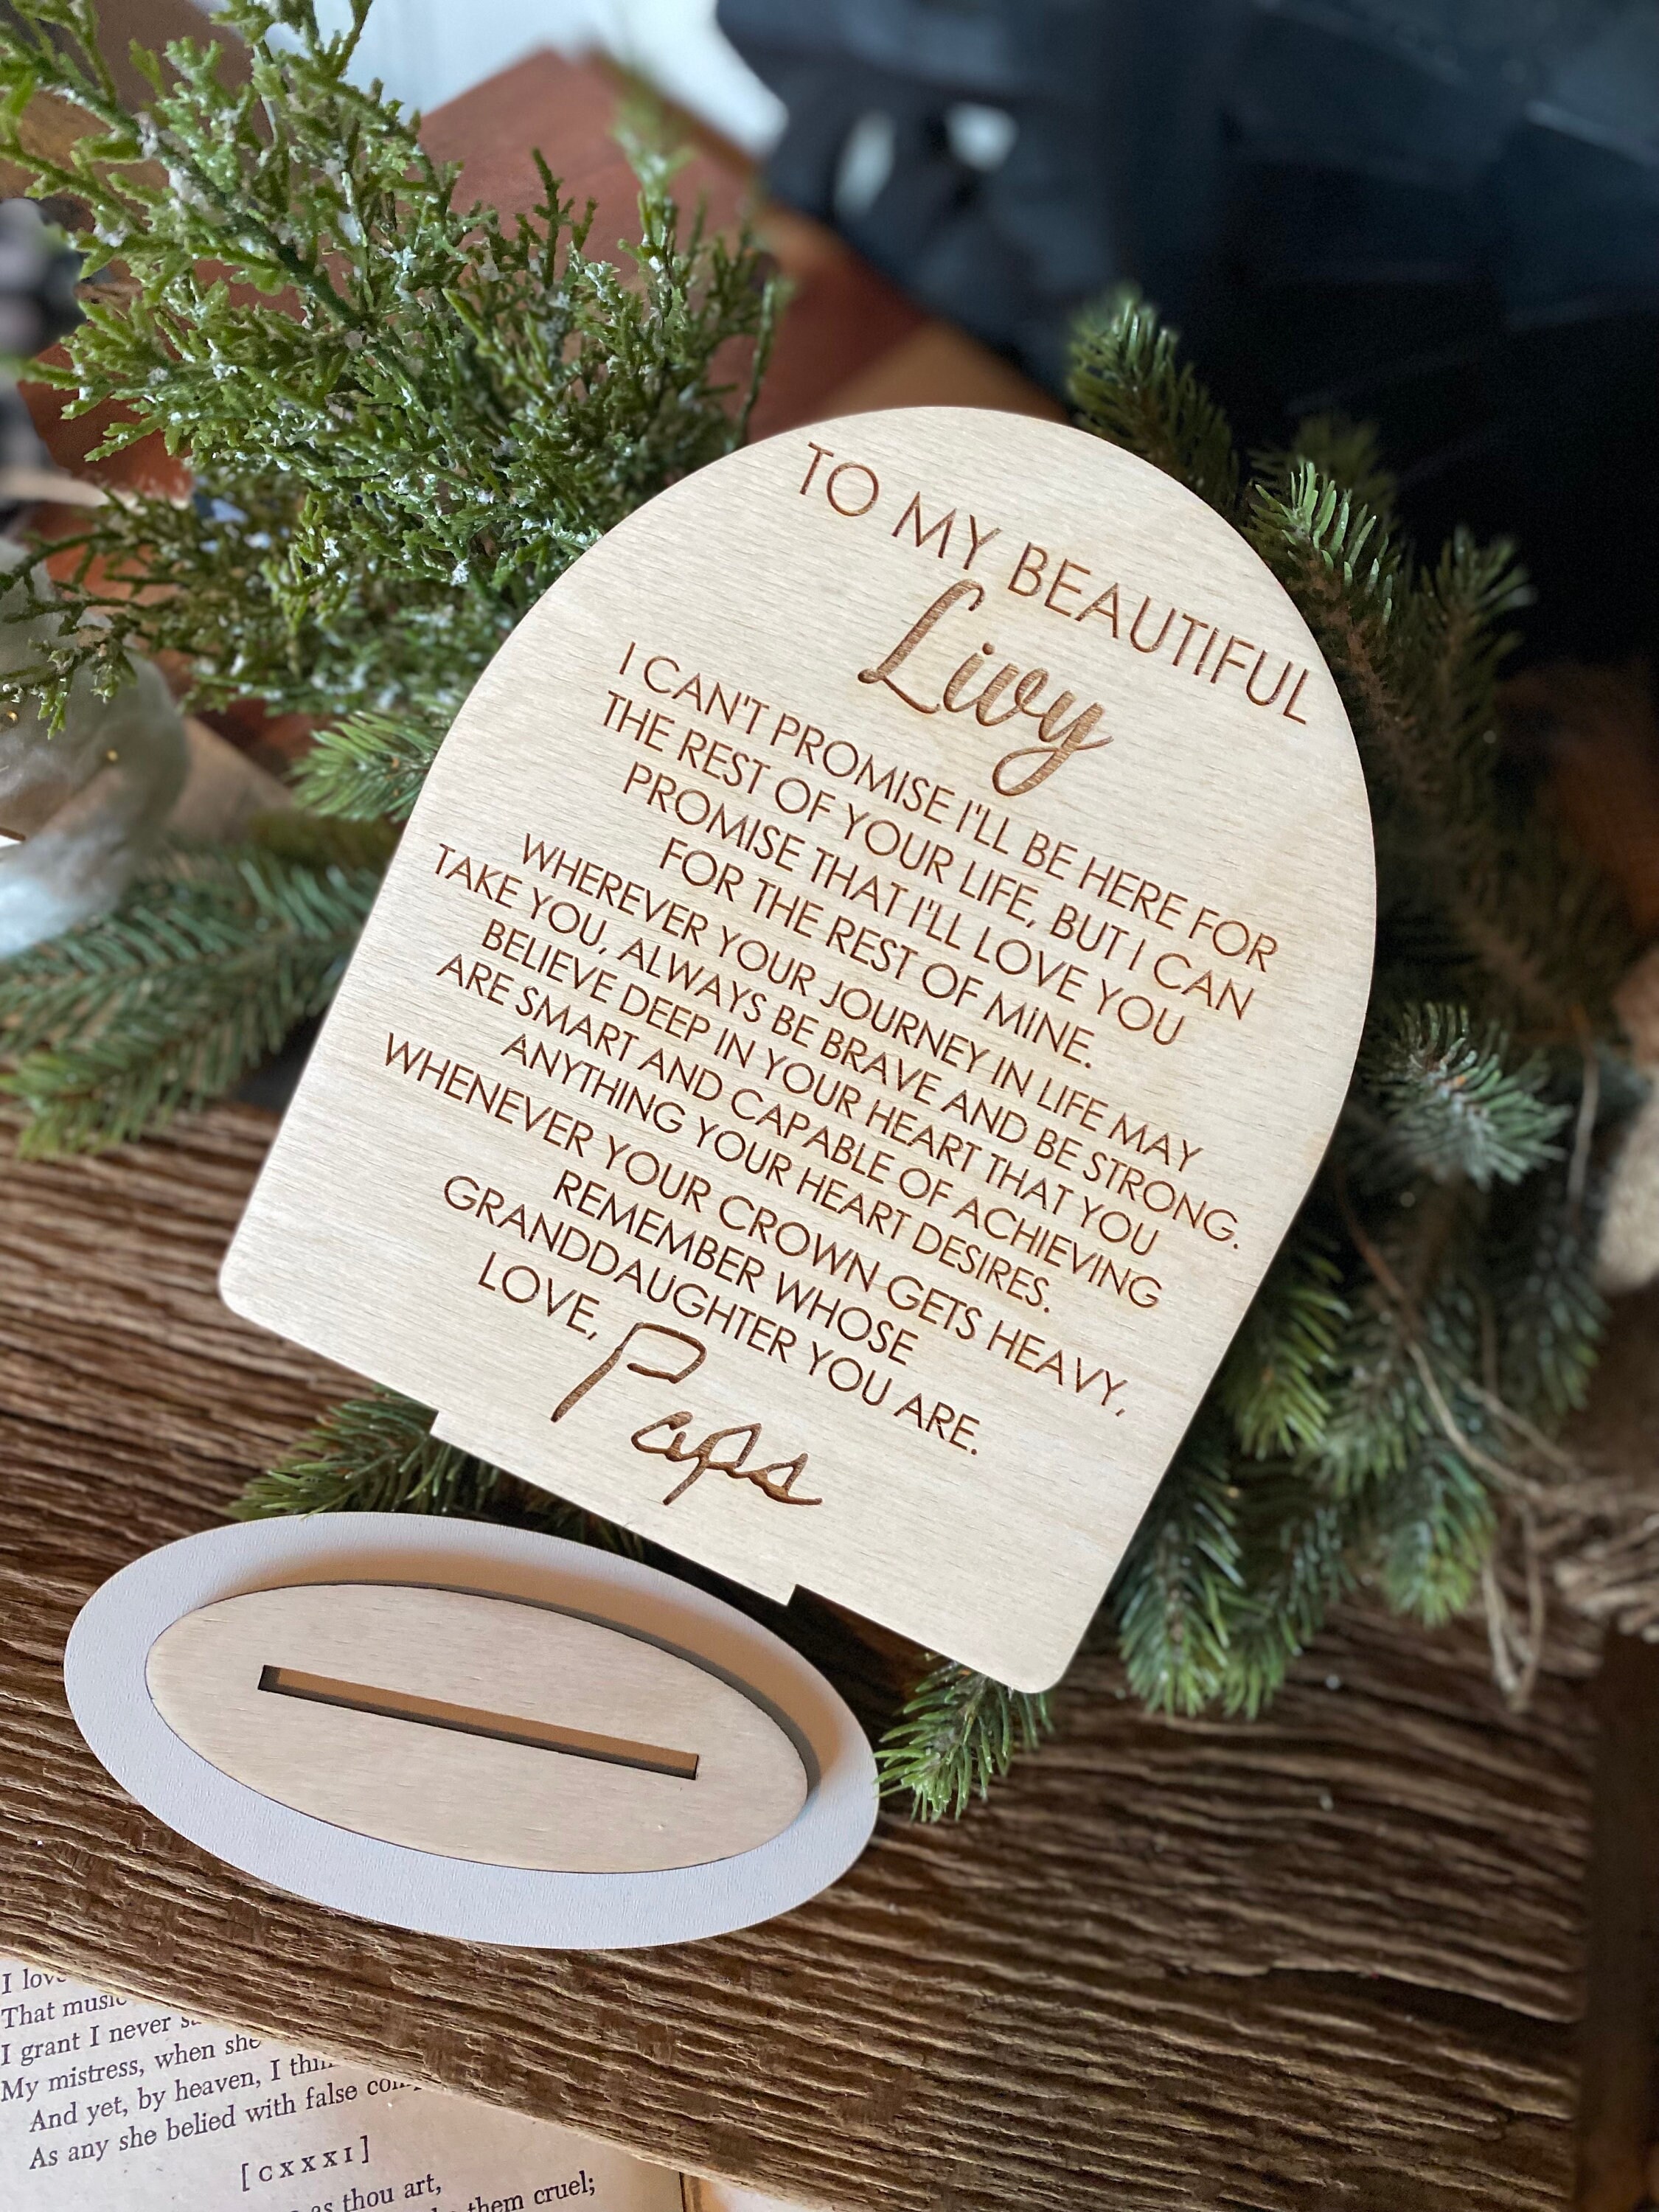 TO MY BEAUTIFUL
Livy
I CAN'T PROMISE I'LL BE HERE FOR
THE REST OF YOUR LIFE, BUT I CAN
PROMISE THAT I'LL LOVE YOU
FOR THE REST OF MINE.
WHEREVER YOUR JOURNEY IN LIFE MAY
TAKE YOU, ALWAYS BE BRAVE AND BE STRONG.
BELIEVE DEEP IN YOUR HEART THAT YOU
ARE SMART AND CAPABLE OF ACHIEVING
ANYTHING YOUR HEART DESIRES.
WHENEVER YOUR CROWN GETS HEAVY,
REMEMBER WHOSE
GRANDDAUGHTER YOU ARE.
LOVE,
Paps
I love
That music
I grant I never
My mistress, when she
And yet, by heaven, I
As any she belied with false
[CXXXI]
as thou art,
them cruel;